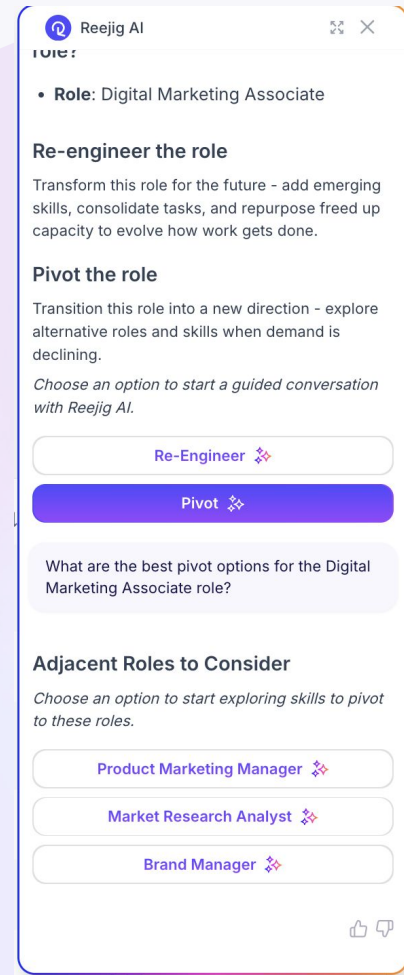 Reejig AI
role?
• Role: Digital Marketing Associate
Re-engineer the role
Transform this role for the future - add emerging
skills, consolidate tasks, and repurpose freed up
capacity to evolve how work gets done.
Pivot the role
Transition this role into a new direction - explore
alternative roles and skills when demand is
declining.
Choose an option to start a guided conversation
with Reejig AI.
Re-Engineer
Pivot
What are the best pivot options for the Digital
Marketing Associate role?
Adjacent Roles to Consider
Choose an option to start exploring skills to pivot
to these roles.
Product Marketing Manager
Market Research Analyst
Brand Manager